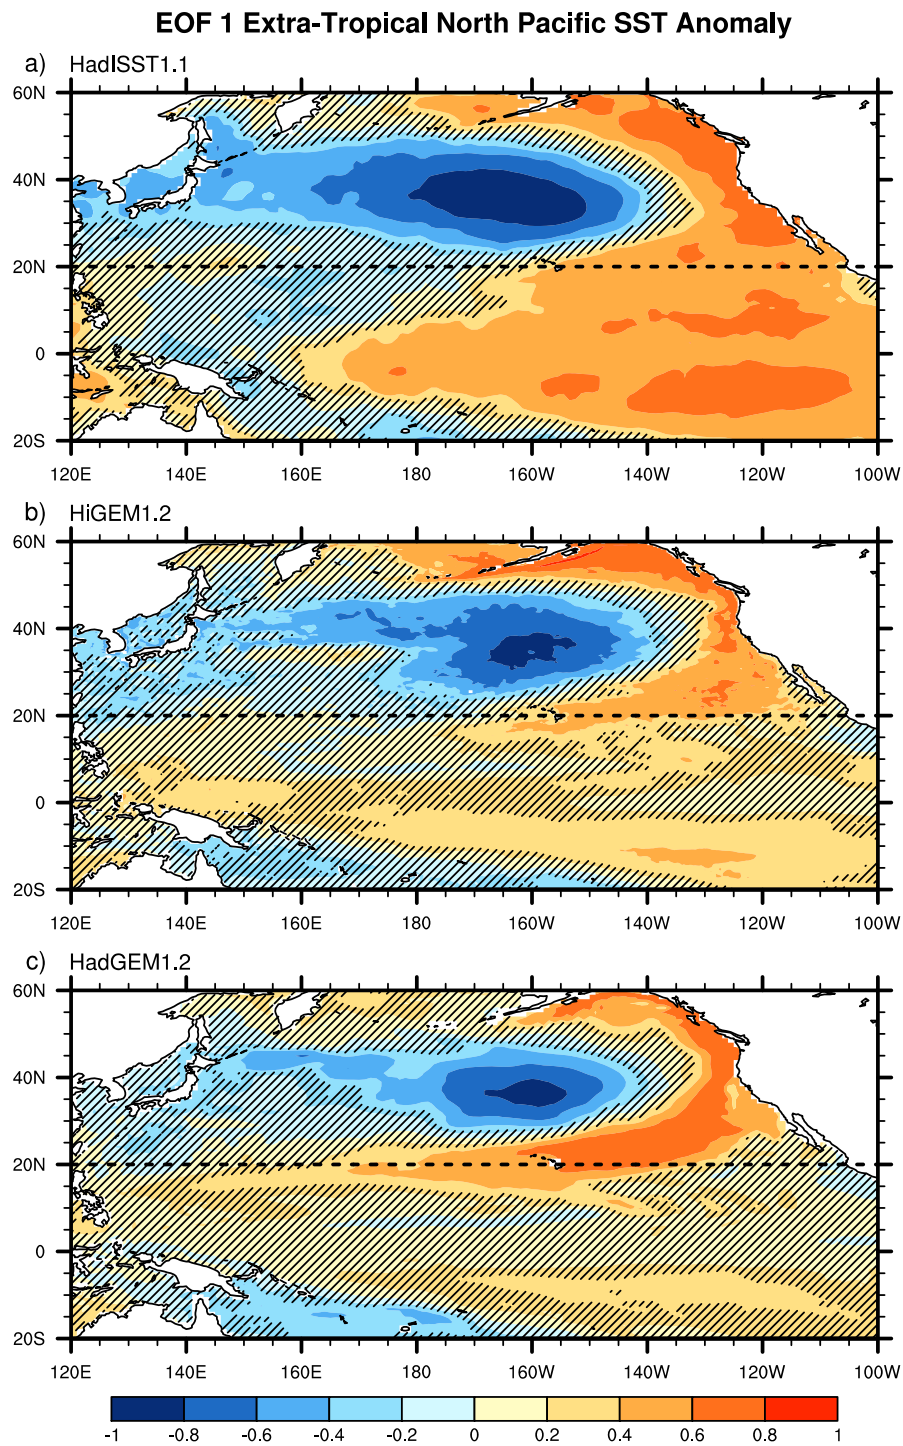 EOF 1 Extra-Tropical North Pacific SST Anomaly
a) HadISST1.1
60N
40N
20N
0
20S
120E 140E 160E 180 160W 140W 120W 100W
b) HiGEM1.2
60N
40N
20N
0
20S
120E 140E 160E 180 160W 140W 120W 100W
c) HadGEM1.2
60N
40N
20N
0
20S
120E 140E 160E 180 160W 140W 120W 100W
-1 -0.8 -0.6 -0.4 -0.2 0 0.2 0.4 0.6 0.8 1